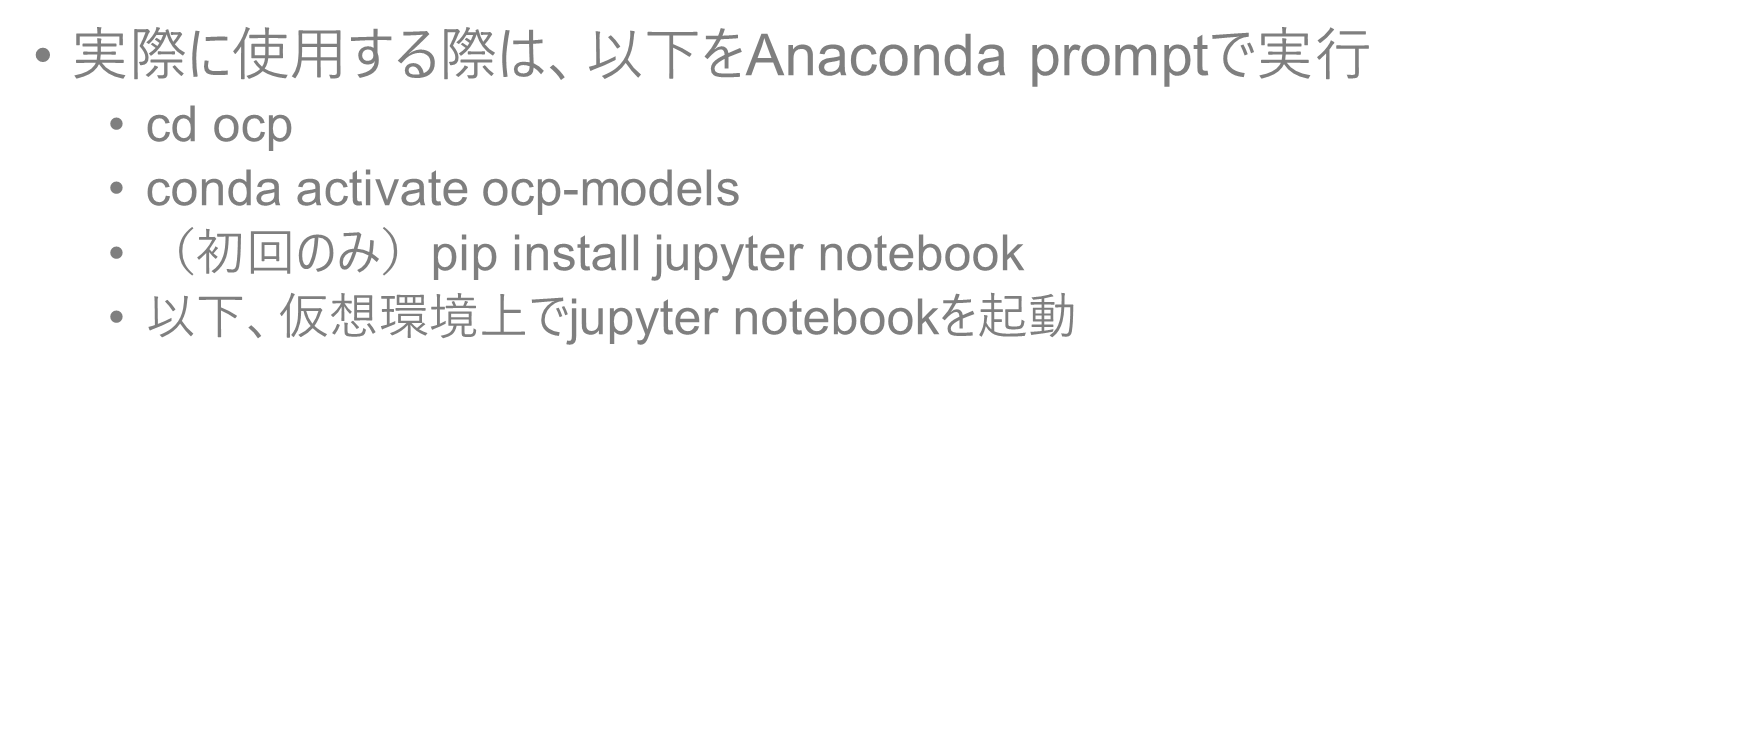 • 実際に使用する際は、以下をAnaconda promptで実行
• cd ocp
• conda activate ocp-models
• （初回のみ）pip install jupyter notebook
• 以下、仮想環境上でjupyter notebookを起動